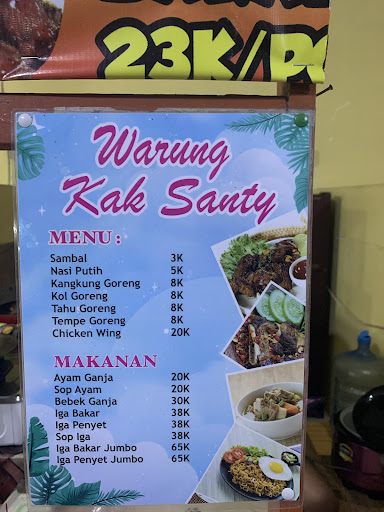 23K/PC
Warung
Kak Santy
MENU :
Sambal 3K
Nasi Putih 5K
Kangkung Goreng 8K
Kol Goreng 8K
Tahu Goreng 8K
Tempe Goreng 8K
Chicken Wing 20K
MAKANAN
Ayam Ganja 20K
Sop Ayam 20K
Bebek Ganja 30K
Iga Bakar 38K
Iga Penyet 38K
Sop Iga 38K
Iga Bakar Jumbo 65K
Iga Penyet Jumbo 65K